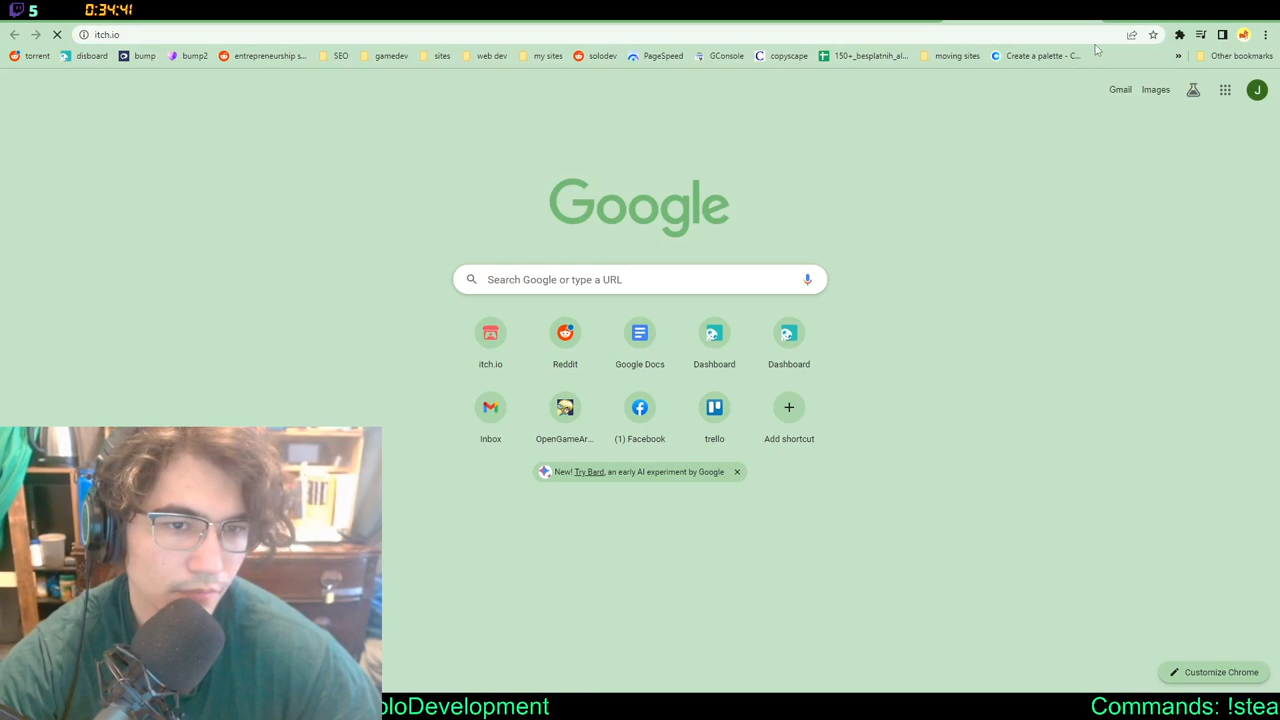 5 0:34:41
itch.io
torrent disboard bump bump2 entrepreneurship s... SEO gamedev sites web dev my sites solodev PageSpeed GConsole copyscape 150+_besplatnih_al... moving sites Create a palette - C... » Other bookmarks
Gmail Images J
Google
Search Google or type a URL
itch.io Reddit Google Docs Dashboard Dashboard
Inbox OpenGameAr... (1) Facebook trello Add shortcut
New! Try Bard, an early AI experiment by Google
Customize Chrome
oloDevelopment Commands: !stea